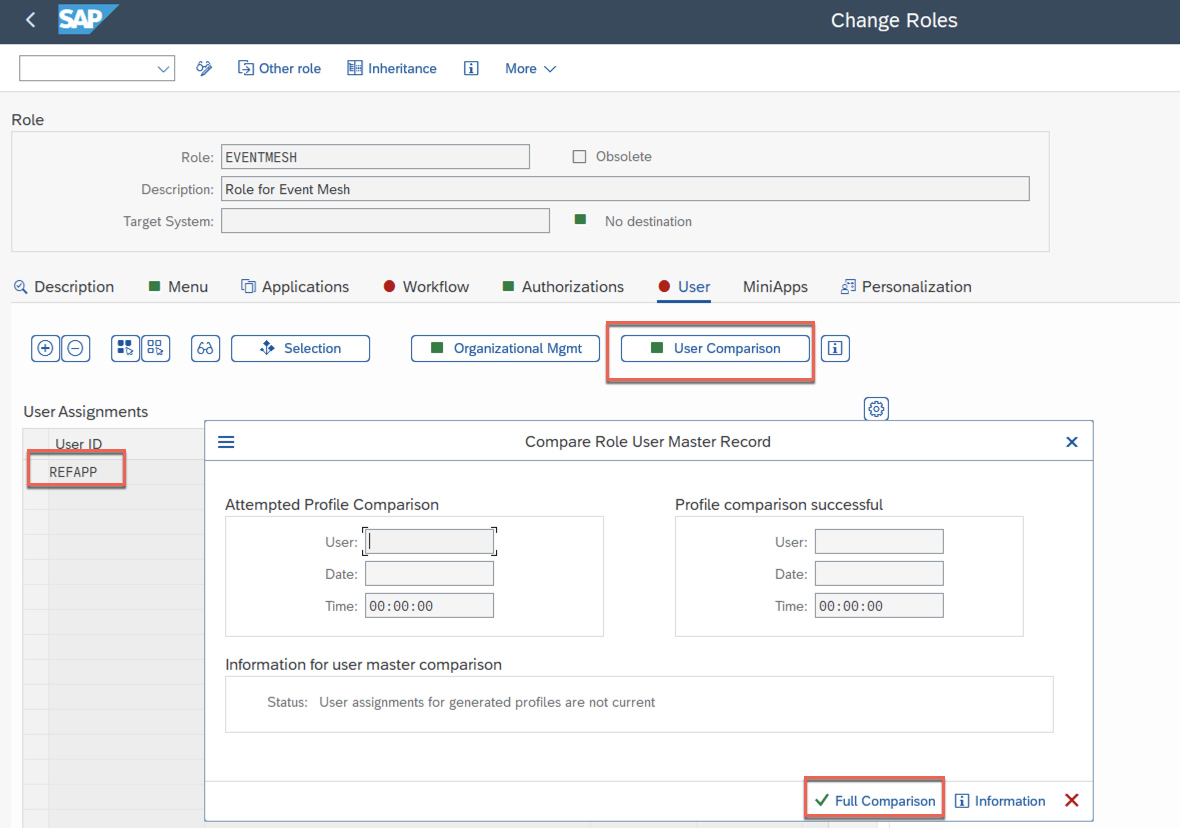 SAP
Change Roles
Other role Inheritance More
Role
Role: EVENTMESH Obsolete
Description: Role for Event Mesh
Target System: No destination
Description Menu Applications Workflow Authorizations User MiniApps Personalization
Selection Organizational Mgmt User Comparison
User Assignments
User ID
REFAPP
Compare Role User Master Record
Attempted Profile Comparison Profile comparison successful
User: User:
Date: Date:
Time: 00:00:00 Time: 00:00:00
Information for user master comparison
Status: User assignments for generated profiles are not current
Full Comparison Information